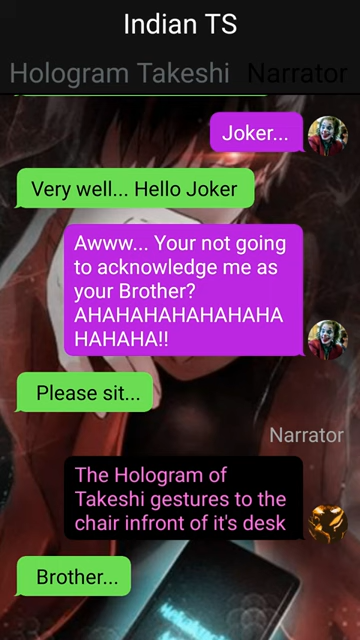 Indian TS
Hologram Takeshi
Narrator
Joker...
Very well... Hello Joker
Awww... Your not going
to acknowledge me as
your Brother?
AHAHAHAHAHAHAHA
HAHAHA!!
Please sit...
Narrator
The Hologram of
Takeshi gestures to the
chair infront of it's desk
Brother...